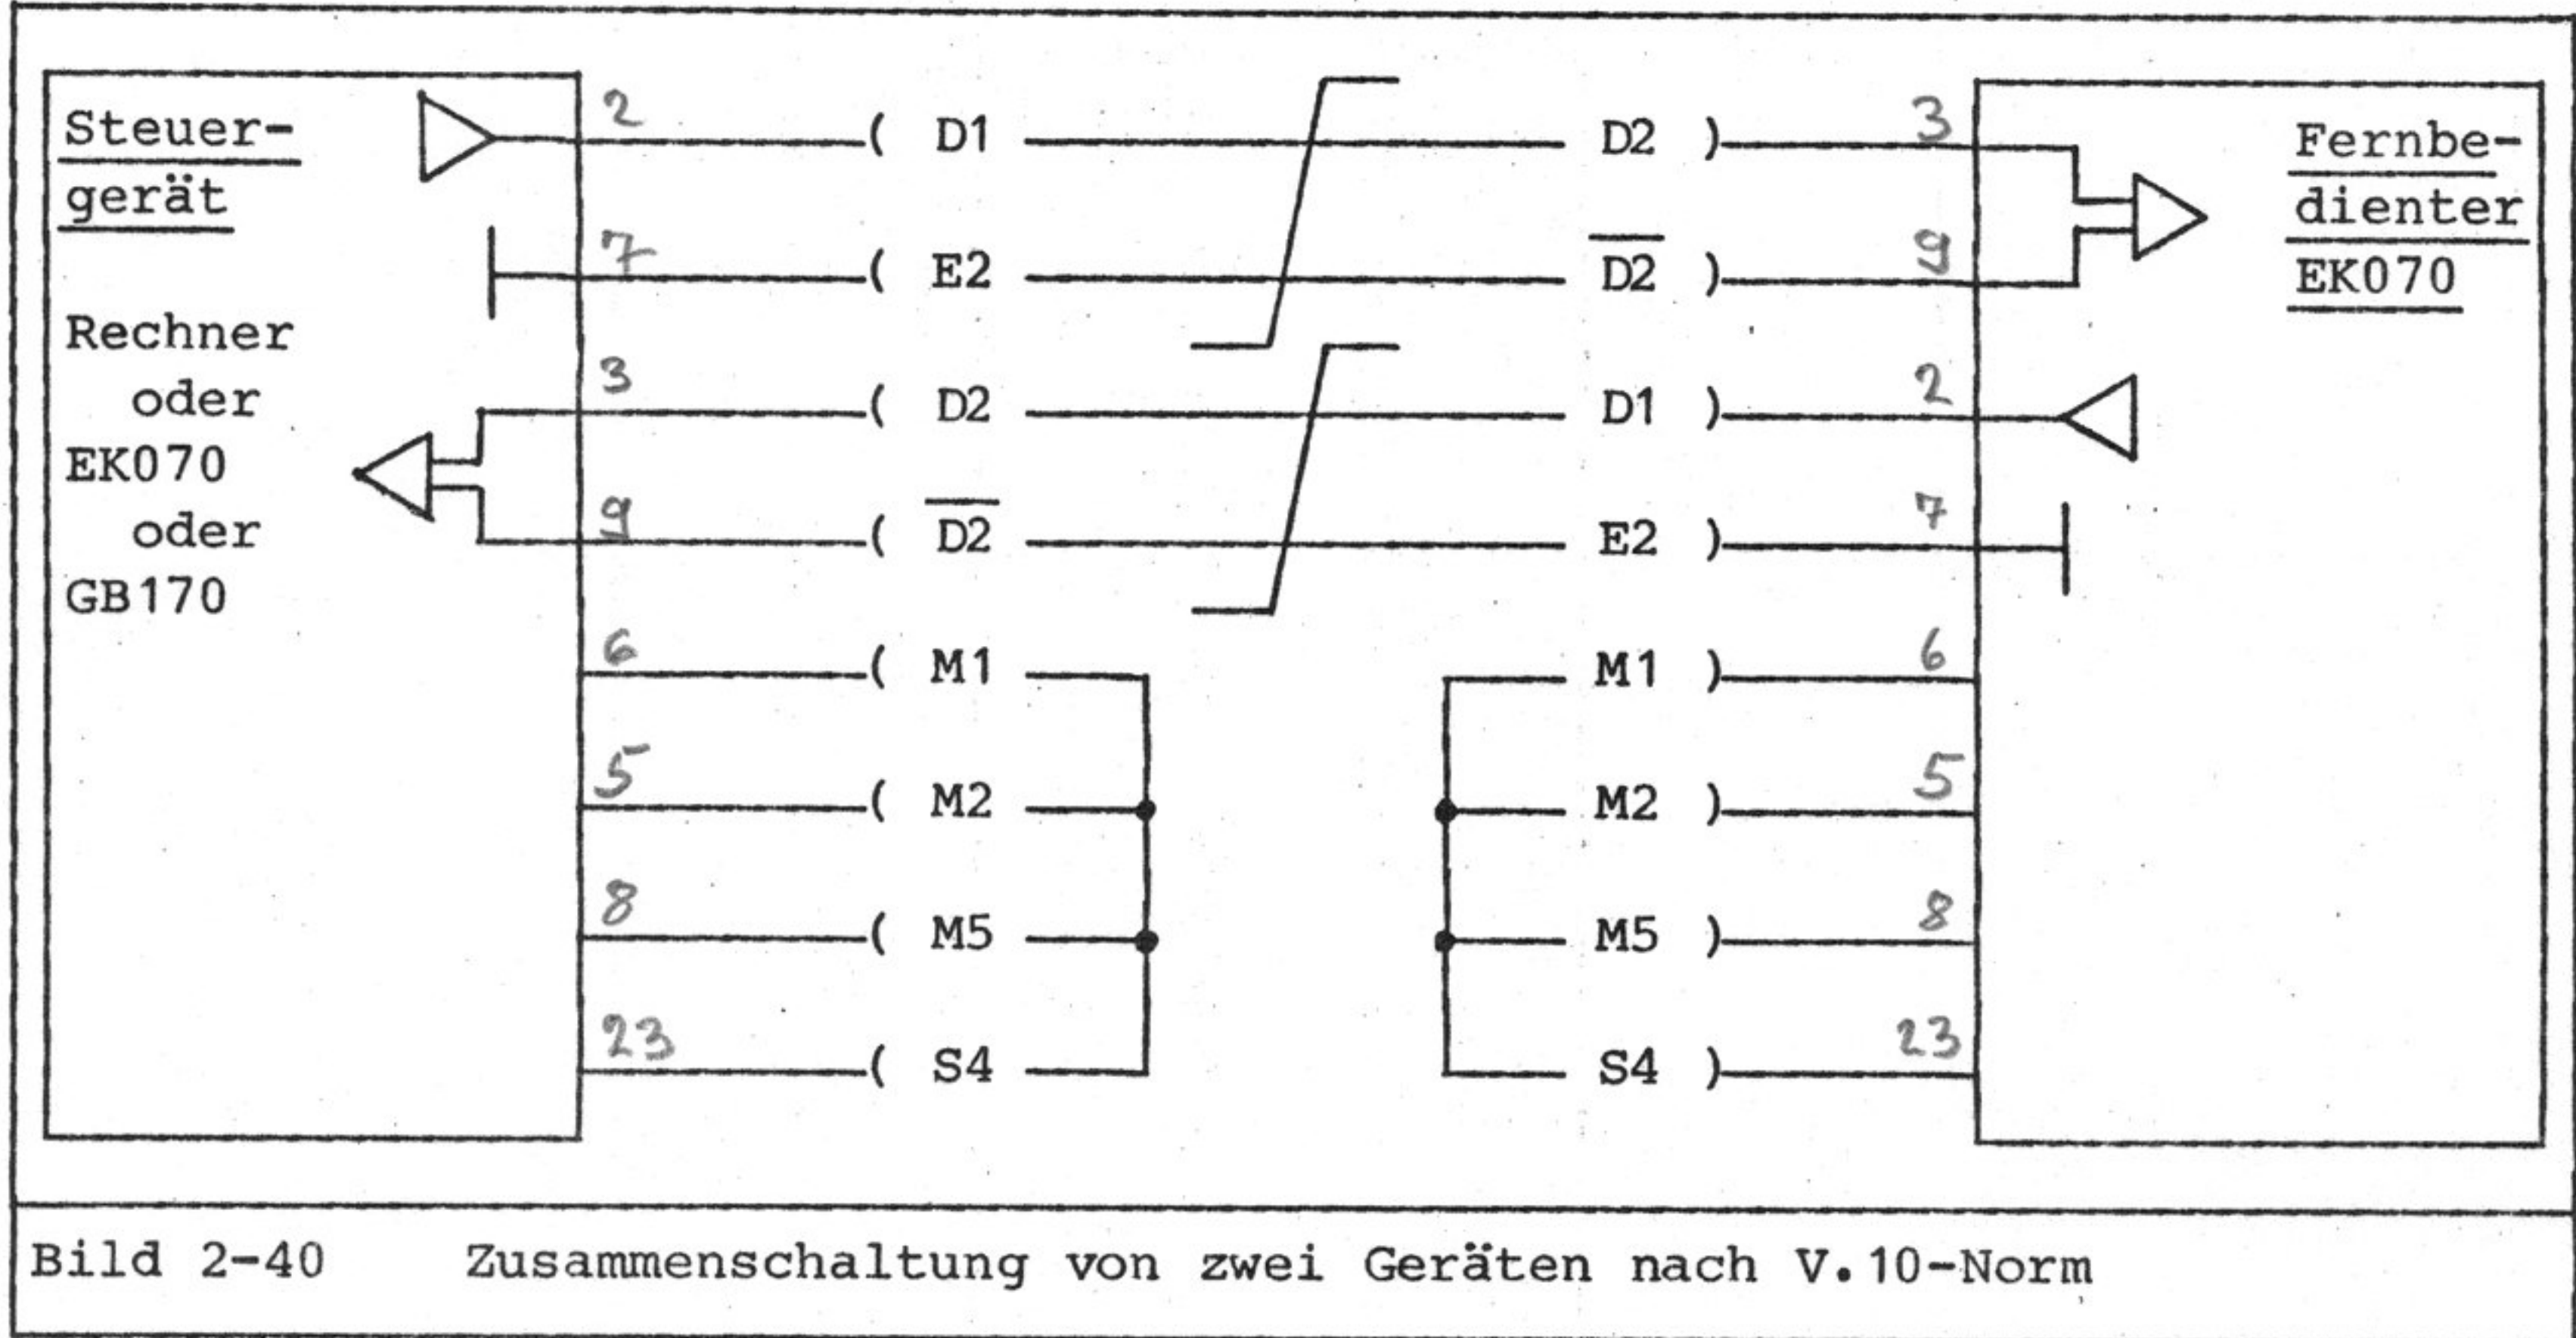 Steuer-
gerät
Rechner
oder
EK070
oder
GB170
2 ( D1 D2 ) 3
7 ( E2 D̅2̅ ) 9
3 ( D2 D1 ) 2
9 ( D̅2̅ E2 ) 7
6 ( M1 M1 ) 6
5 ( M2 M2 ) 5
8 ( M5 M5 ) 8
23 ( S4 S4 ) 23
Fernbe-
dienter
EK070
Bild 2-40 Zusammenschaltung von zwei Geräten nach V.10-Norm